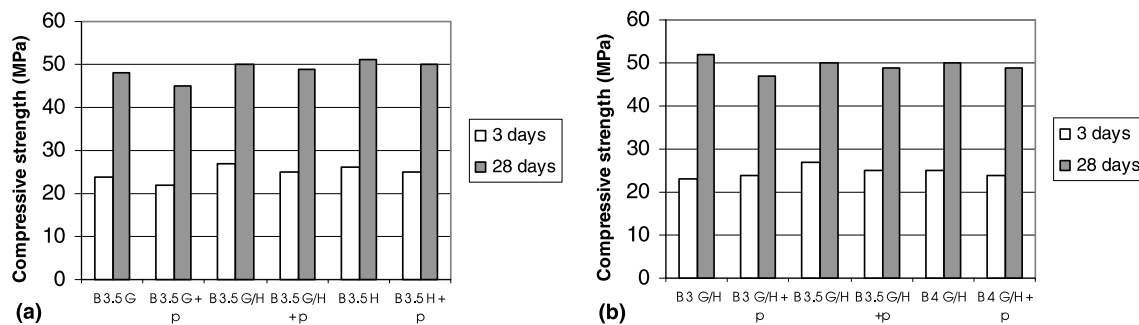 Compressive strength (MPa)
60
50
40
30
20
10
0
B3.5 G
B3.5 G +
p
B3.5 G/H
B3.5 G/H
+ p
B3.5 H
B3.5 H +
p
3 days
28 days
(a)
Compressive strength (MPa)
60
50
40
30
20
10
0
B3 G/H
B3 G/H +
p
B3.5 G/H
B3.5 G/H
+p
B4 G/H
B4 G/H +
p
3 days
28 days
(b)